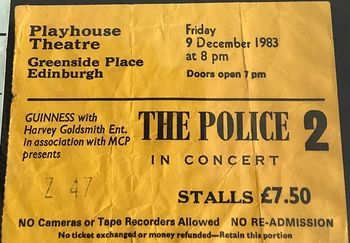 Playhouse
Theatre
Greenside Place
Edinburgh
Friday
9 December 1983
at 8 pm
Doors open 7 pm
GUINNESS with
Harvey Goldsmith Ent.
in association with MCP
presents
THE POLICE 2
IN CONCERT
Z 47
STALLS £7.50
NO Cameras or Tape Recorders Allowed NO RE-ADMISSION
No ticket exchanged or money refunded—Retain this portion